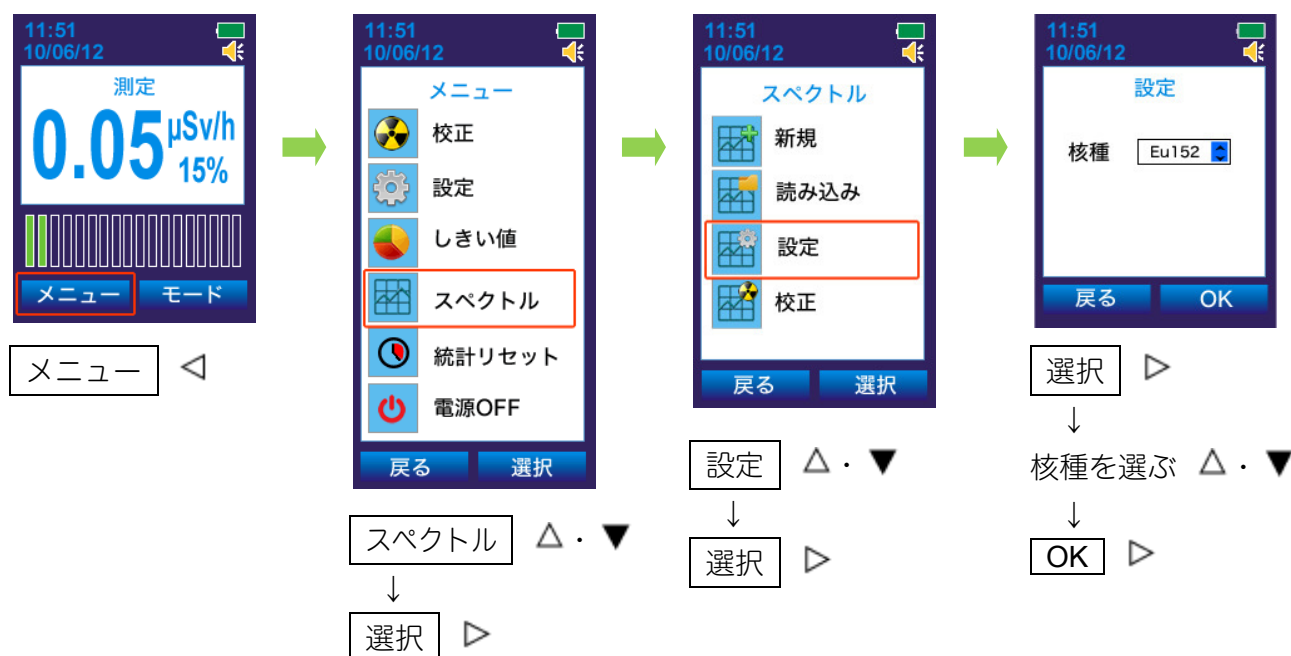 11:51
10/06/12
測定
0.05 μSv/h
15%
メニュー モード
メニュー ◁
11:51
10/06/12
メニュー
校正
設定
しきい値
スペクトル
統計リセット
電源OFF
戻る 選択
スペクトル △・▼
↓
選択 ▷
11:51
10/06/12
スペクトル
新規
読み込み
設定
校正
戻る 選択
設定 △・▼
↓
選択 ▷
11:51
10/06/12
設定
核種 Eu152
戻る OK
選択 ▷
↓
核種を選ぶ △・▼
↓
OK ▷